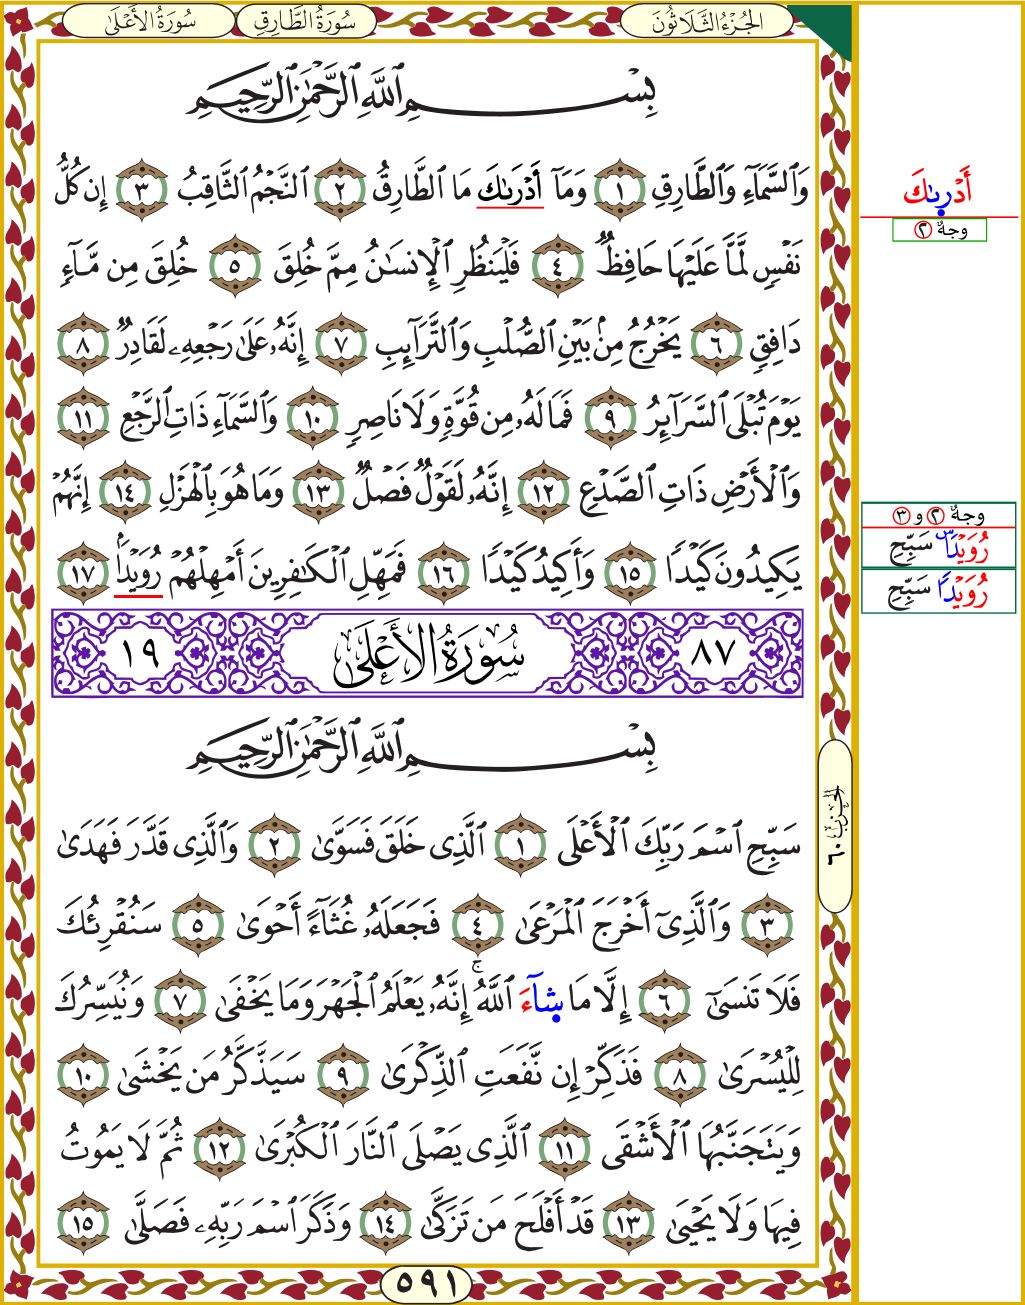 الجُزْءُ الثَّلَاثُونَ
سُورَةُ الطَّارِقِ
سُورَةُ الأَعْلَىٰ
بِسْمِ ٱللَّهِ ٱلرَّحْمَٰنِ ٱلرَّحِيمِ
وَٱلسَّمَآءِ وَٱلطَّارِقِ ١ وَمَآ أَدْرىٰكَ مَا ٱلطَّارِقُ ٢ ٱلنَّجْمُ ٱلثَّاقِبُ ٣ إِن كُلُّ
نَفْسٍ لَّمَّا عَلَيْهَا حَافِظٌ ٤ فَلْيَنظُرِ ٱلْإِنسَٰنُ مِمَّ خُلِقَ ٥ خُلِقَ مِن مَّآءٍ
دَافِقٍ ٦ يَخْرُجُ مِنۢ بَيْنِ ٱلصُّلْبِ وَٱلتَّرَآئِبِ ٧ إِنَّهُۥ عَلَىٰ رَجْعِهِۦ لَقَادِرٌ ٨
يَوْمَ تُبْلَى ٱلسَّرَآئِرُ ٩ فَمَا لَهُۥ مِن قُوَّةٍ وَلَا نَاصِرٍ ١٠ وَٱلسَّمَآءِ ذَاتِ ٱلرَّجْعِ ١١
وَٱلْأَرْضِ ذَاتِ ٱلصَّدْعِ ١٢ إِنَّهُۥ لَقَوْلٌ فَصْلٌ ١٣ وَمَا هُوَ بِٱلْهَزْلِ ١٤ إِنَّهُمْ
يَكِيدُونَ كَيْدًا ١٥ وَأَكِيدُ كَيْدًا ١٦ فَمَهِّلِ ٱلْكَٰفِرِينَ أَمْهِلْهُمْ رُوَيْدًۢا ١٧
٨٧ سُورَةُ الأَعْلَىٰ ١٩
بِسْمِ ٱللَّهِ ٱلرَّحْمَٰنِ ٱلرَّحِيمِ
سَبِّحِ ٱسْمَ رَبِّكَ ٱلْأَعْلَى ١ ٱلَّذِى خَلَقَ فَسَوَّىٰ ٢ وَٱلَّذِى قَدَّرَ فَهَدَىٰ
٣ وَٱلَّذِىٓ أَخْرَجَ ٱلْمَرْعَىٰ ٤ فَجَعَلَهُۥ غُثَآءً أَحْوَىٰ ٥ سَنُقْرِئُكَ
فَلَا تَنسَىٰٓ ٦ إِلَّا مَا شَآءَ ٱللَّهُ ۚ إِنَّهُۥ يَعْلَمُ ٱلْجَهْرَ وَمَا يَخْفَىٰ ٧ وَنُيَسِّرُكَ
لِلْيُسْرَىٰ ٨ فَذَكِّرْ إِن نَّفَعَتِ ٱلذِّكْرَىٰ ٩ سَيَذَّكَّرُ مَن يَخْشَىٰ ١٠
وَيَتَجَنَّبُهَا ٱلْأَشْقَى ١١ ٱلَّذِى يَصْلَى ٱلنَّارَ ٱلْكُبْرَىٰ ١٢ ثُمَّ لَا يَمُوتُ
فِيهَا وَلَا يَحْيَىٰ ١٣ قَدْ أَفْلَحَ مَن تَزَكَّىٰ ١٤ وَذَكَرَ ٱسْمَ رَبِّهِۦ فَصَلَّىٰ ١٥
٥٩١
أَدْرىٰكَ
وجهٌ ٢
وجهٌ ٢ و ٣
رُوَيْدًا س سَبِّحِ
رُوَيْدًا سَبِّحِ
الحزب ٦٠